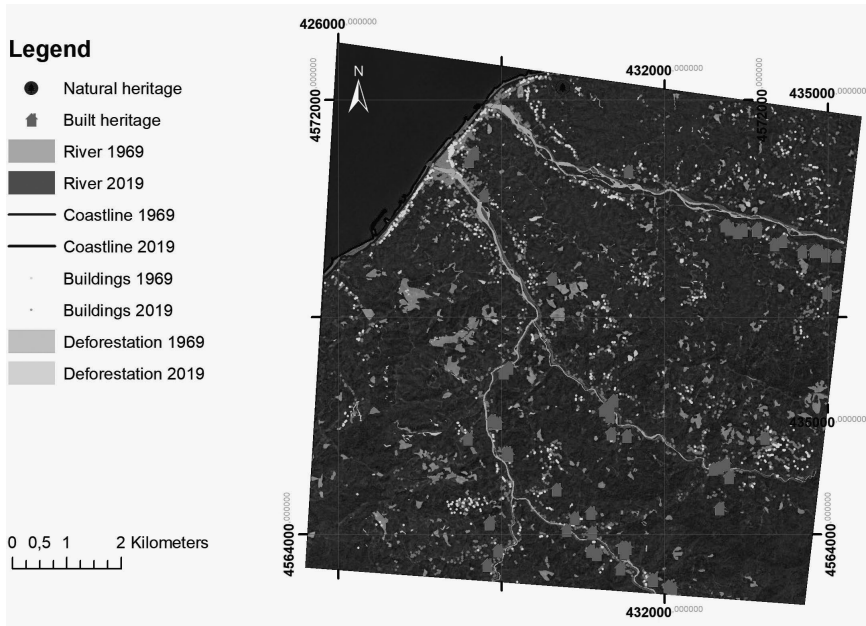 Legend
Natural heritage
Built heritage
River 1969
River 2019
Coastline 1969
Coastline 2019
Buildings 1969
Buildings 2019
Deforestation 1969
Deforestation 2019
0 0,5 1 2 Kilometers
426000,000000
432000,000000
435000,000000
4572000,000000
4572000,000000
N
435000,000000
4564000,000000
4564000,000000
432000,000000